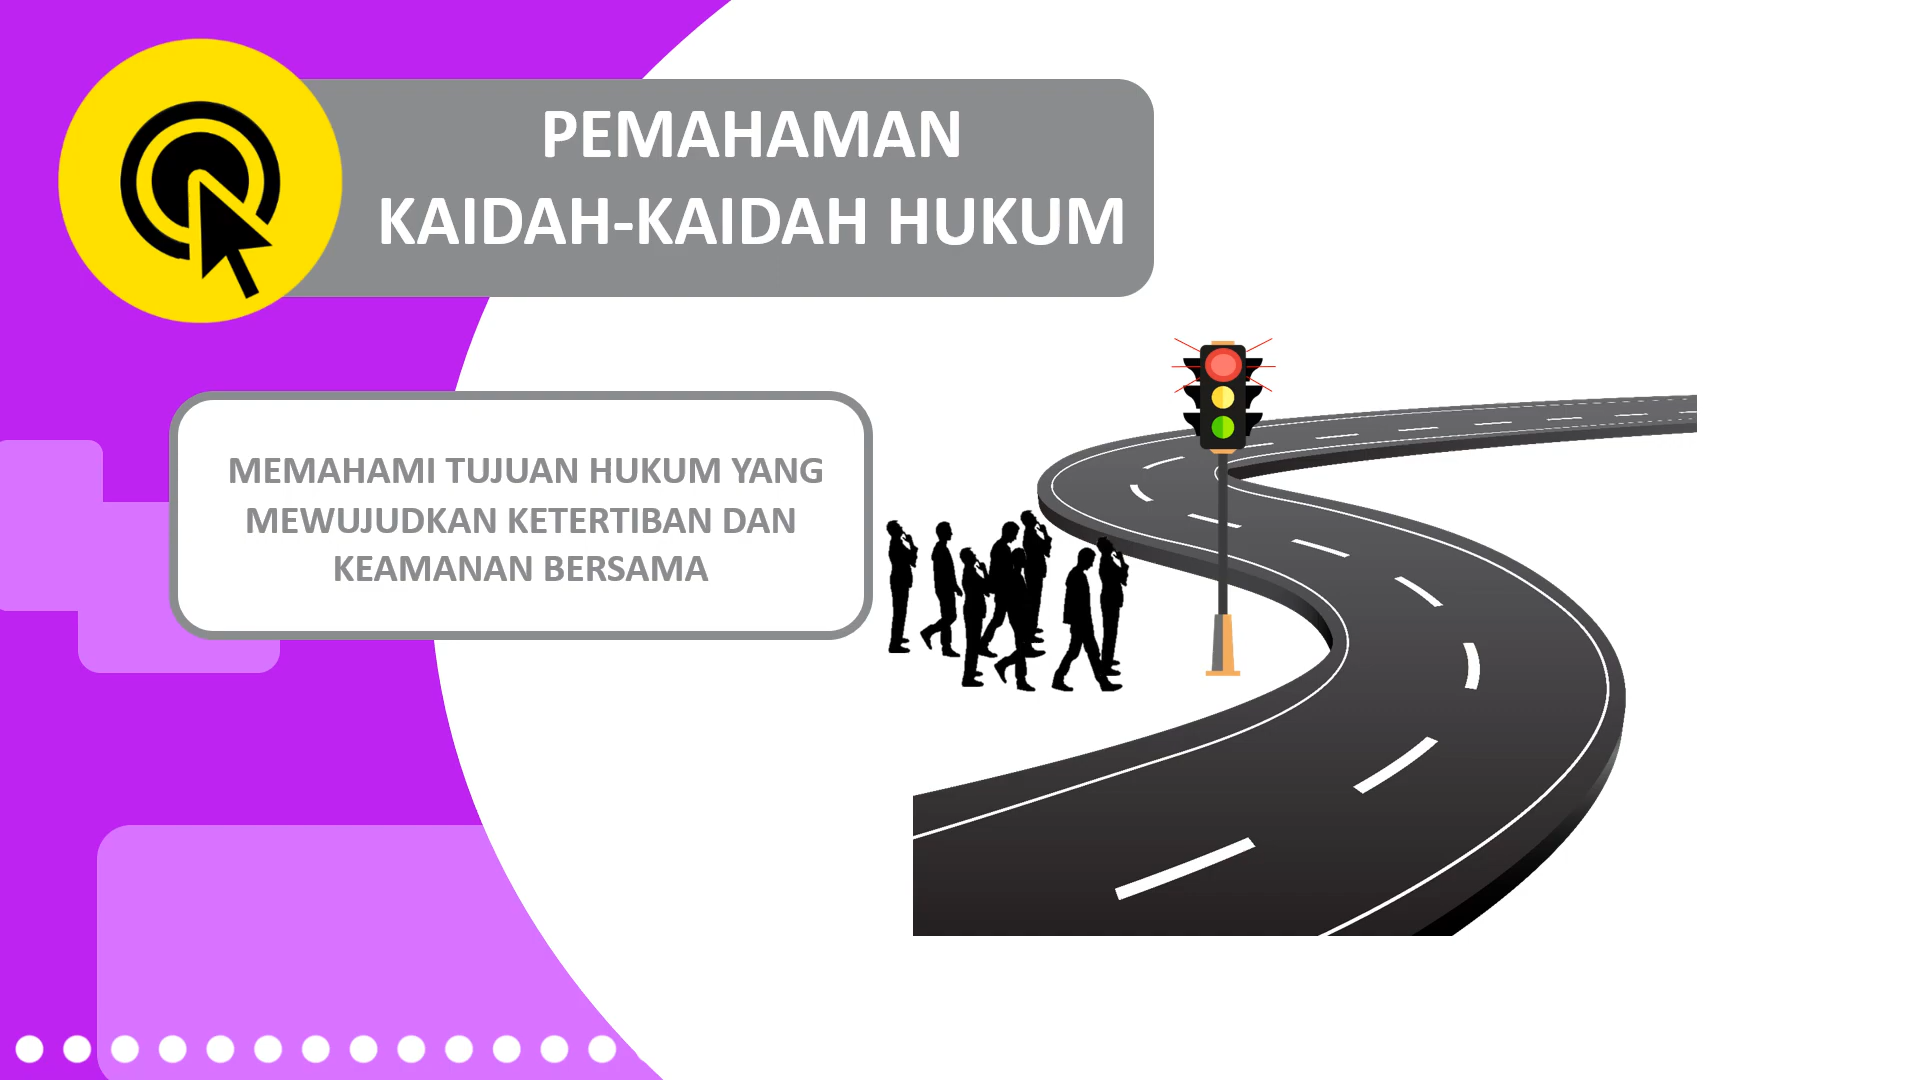 PEMAHAMAN
KAIDAH-KAIDAH HUKUM
MEMAHAMI TUJUAN HUKUM YANG
MEWUJUDKAN KETERTIBAN DAN
KEAMANAN BERSAMA